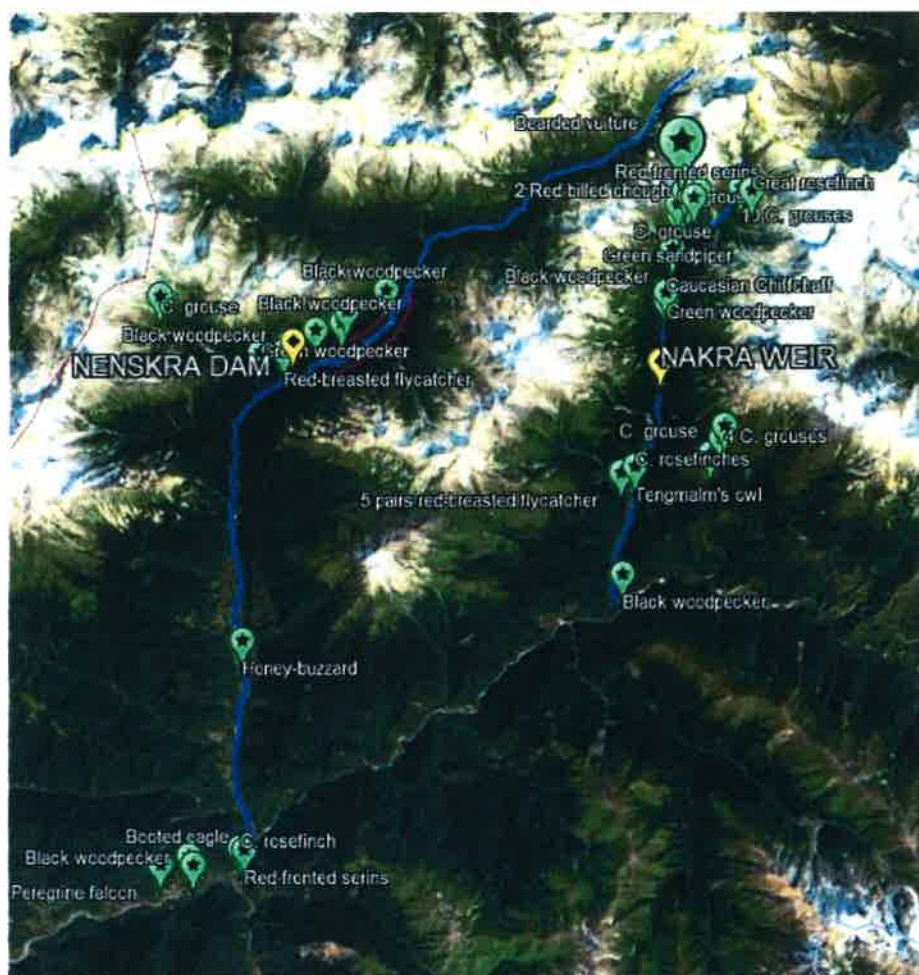 Bearded vulture
Red-fronted serins
2 Red billed chough
Great rosefinch
10 C. grouses
C. grouse
Green sandpiper
Black woodpecker
Black woodpecker
Caucasian Chiffchaff
Green woodpecker
C. grouse
Black woodpecker
Black woodpecker
Green woodpecker
NENSKRA DAM
NAKRA WEIR
Red-breasted flycatcher
C. grouse
4 C. grouses
C. rosefinches
5 pairs red-breasted flycatcher
Tengmalm's owl
Black woodpecker
Honey-buzzard
Booted eagle
C. rosefinch
Black woodpecker
Peregrine falcon
Red-fronted serins